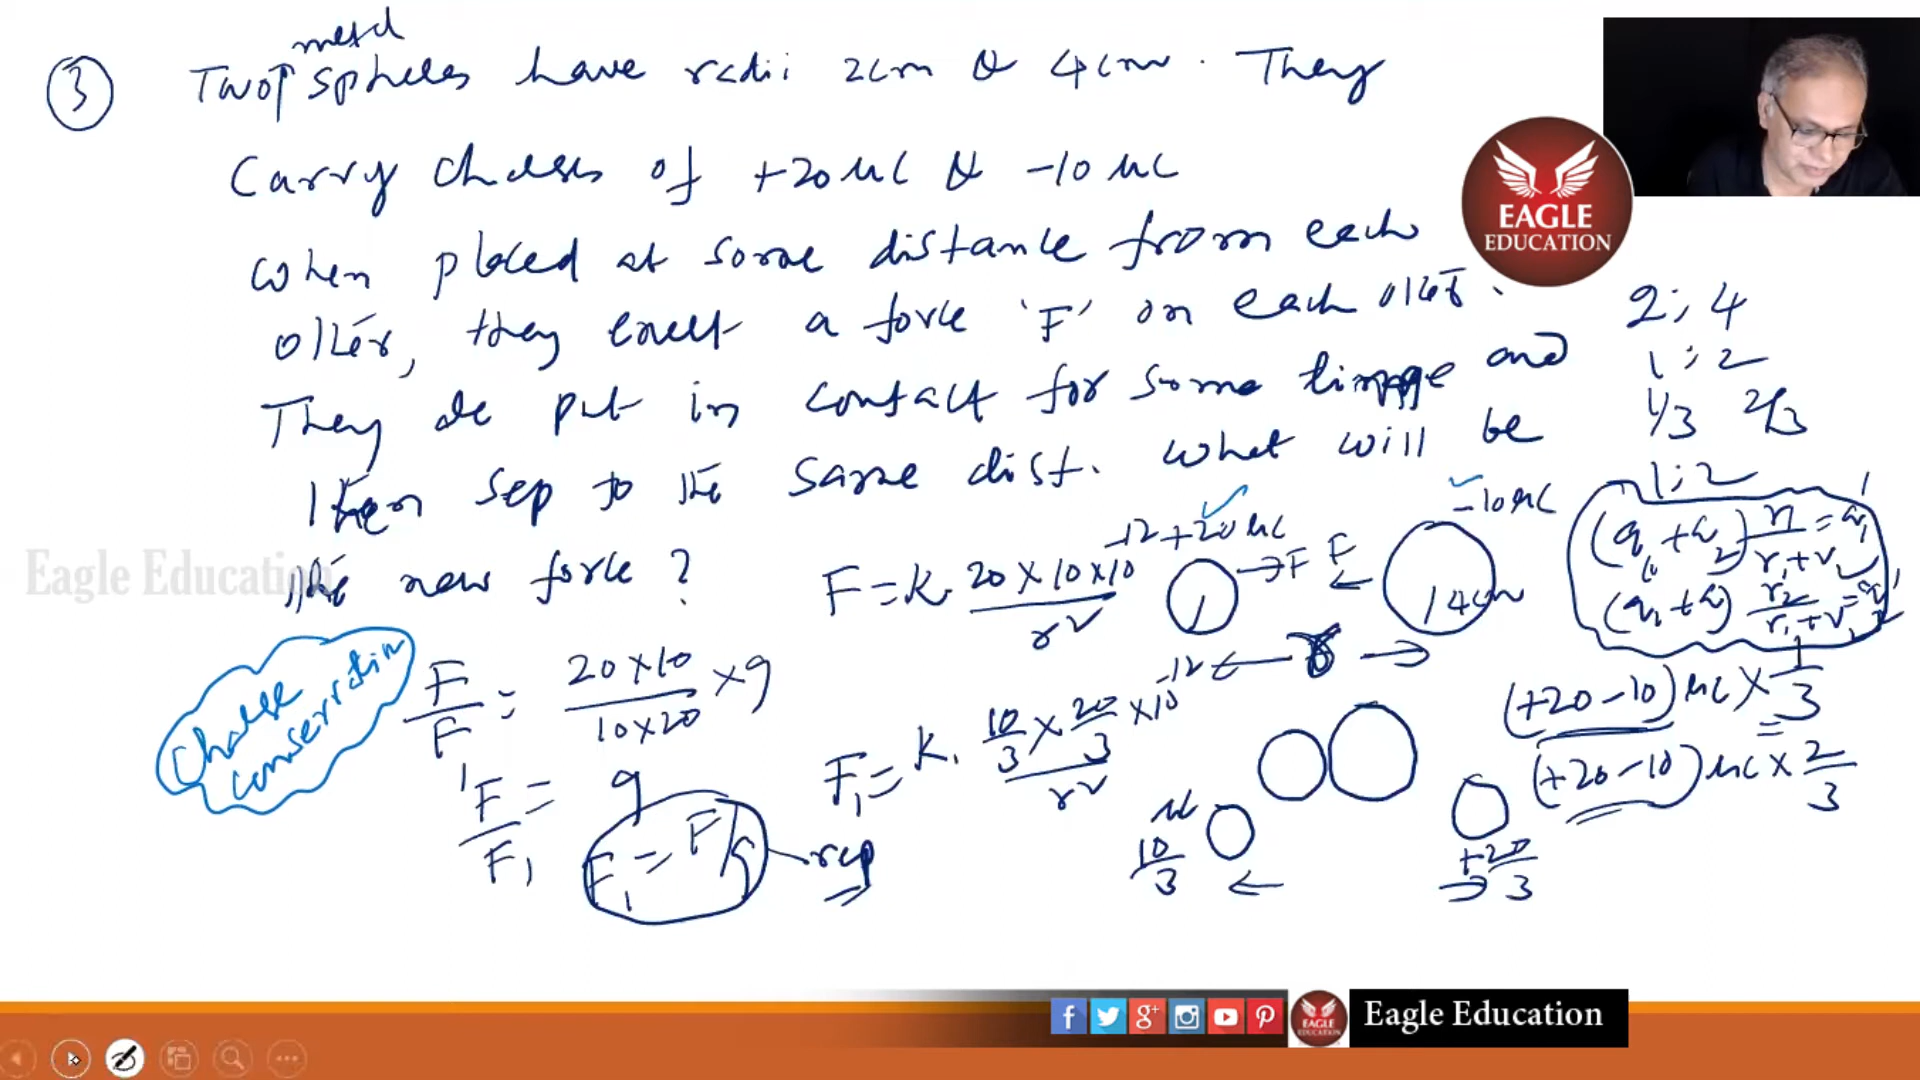 3 Two metal spheres have radii 2cm & 4cm. They
Carry charges of +20 μC & -10 μC
When placed at some distance from each
other, they exert a force 'F' on each other.
They are put in contact for some time and
then sep to the same dist. What will be
the new force?
EAGLE
EDUCATION
2 : 4
1 : 2
1/3 2/3
1 : 2
(q1 + q2) r1/(r1 + r2) = q1'
(q1 + q2) r2/(r1 + r2) = q2'
+20 μC
-10 μC
F F
4cm
r
F = K. 20 × 10 × 10^-12 / r^2
(+20 - 10) μC × 1/3
(+20 - 10) μC × 2/3
Charge
conservation
F/F1 = 20 × 10 / 10 × 20 × 9
F1 = K. 10/3 × 20/3 × 10^-12 / r^2
F/F1 = 9
F1 = F/9 rep
μC
10/3
+20/3
Eagle Education
Eagle Education